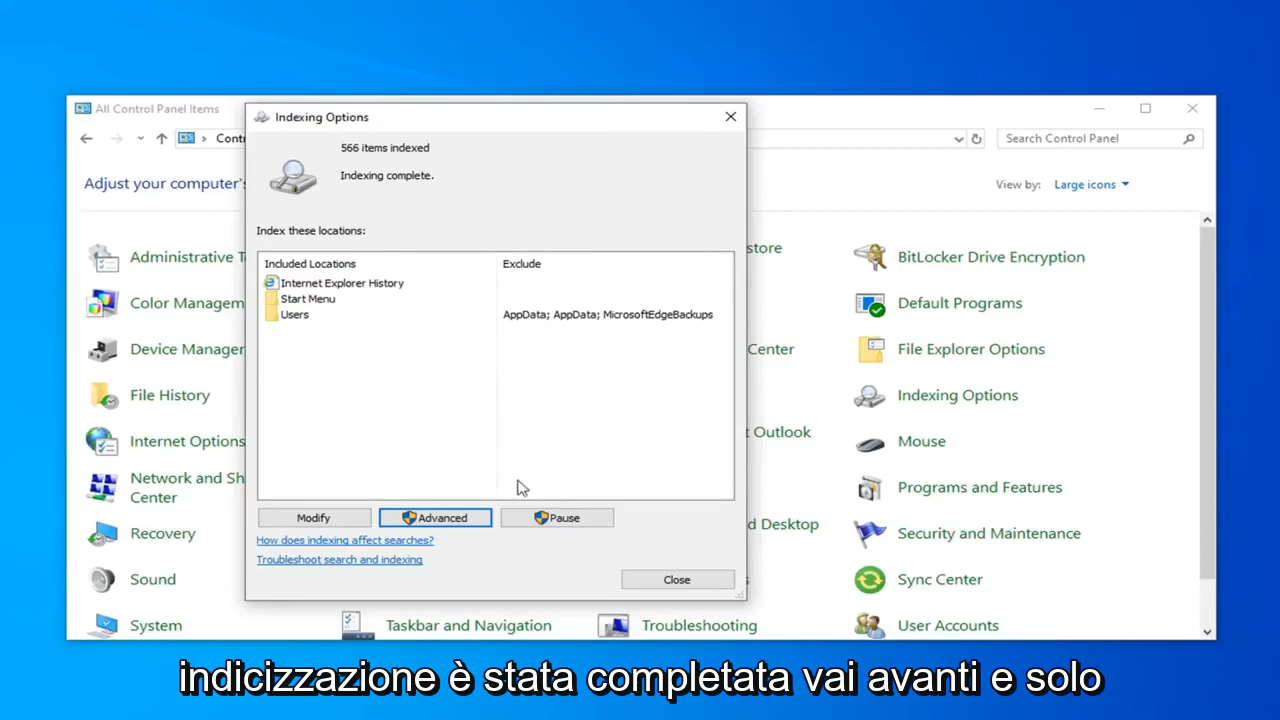 All Control Panel Items
Indexing Options
Search Control Panel
Adjust your computer's
View by: Large icons
566 items indexed
Indexing complete.
Index these locations:
Included Locations Exclude
Internet Explorer History
Start Menu
Users AppData; AppData; MicrosoftEdgeBackups
Modify Advanced Pause
How does indexing affect searches?
Troubleshoot search and indexing
Close
Administrative
Color
Device
File History
Internet Options
Network and
Center
Recovery
Sound
System
Taskbar and Navigation
Troubleshooting
Center
Outlook
BitLocker Drive Encryption
Default Programs
File Explorer Options
Indexing Options
Mouse
Programs and Features
Security and Maintenance
Sync Center
User Accounts
indicizzazione è stata completata vai avanti e solo